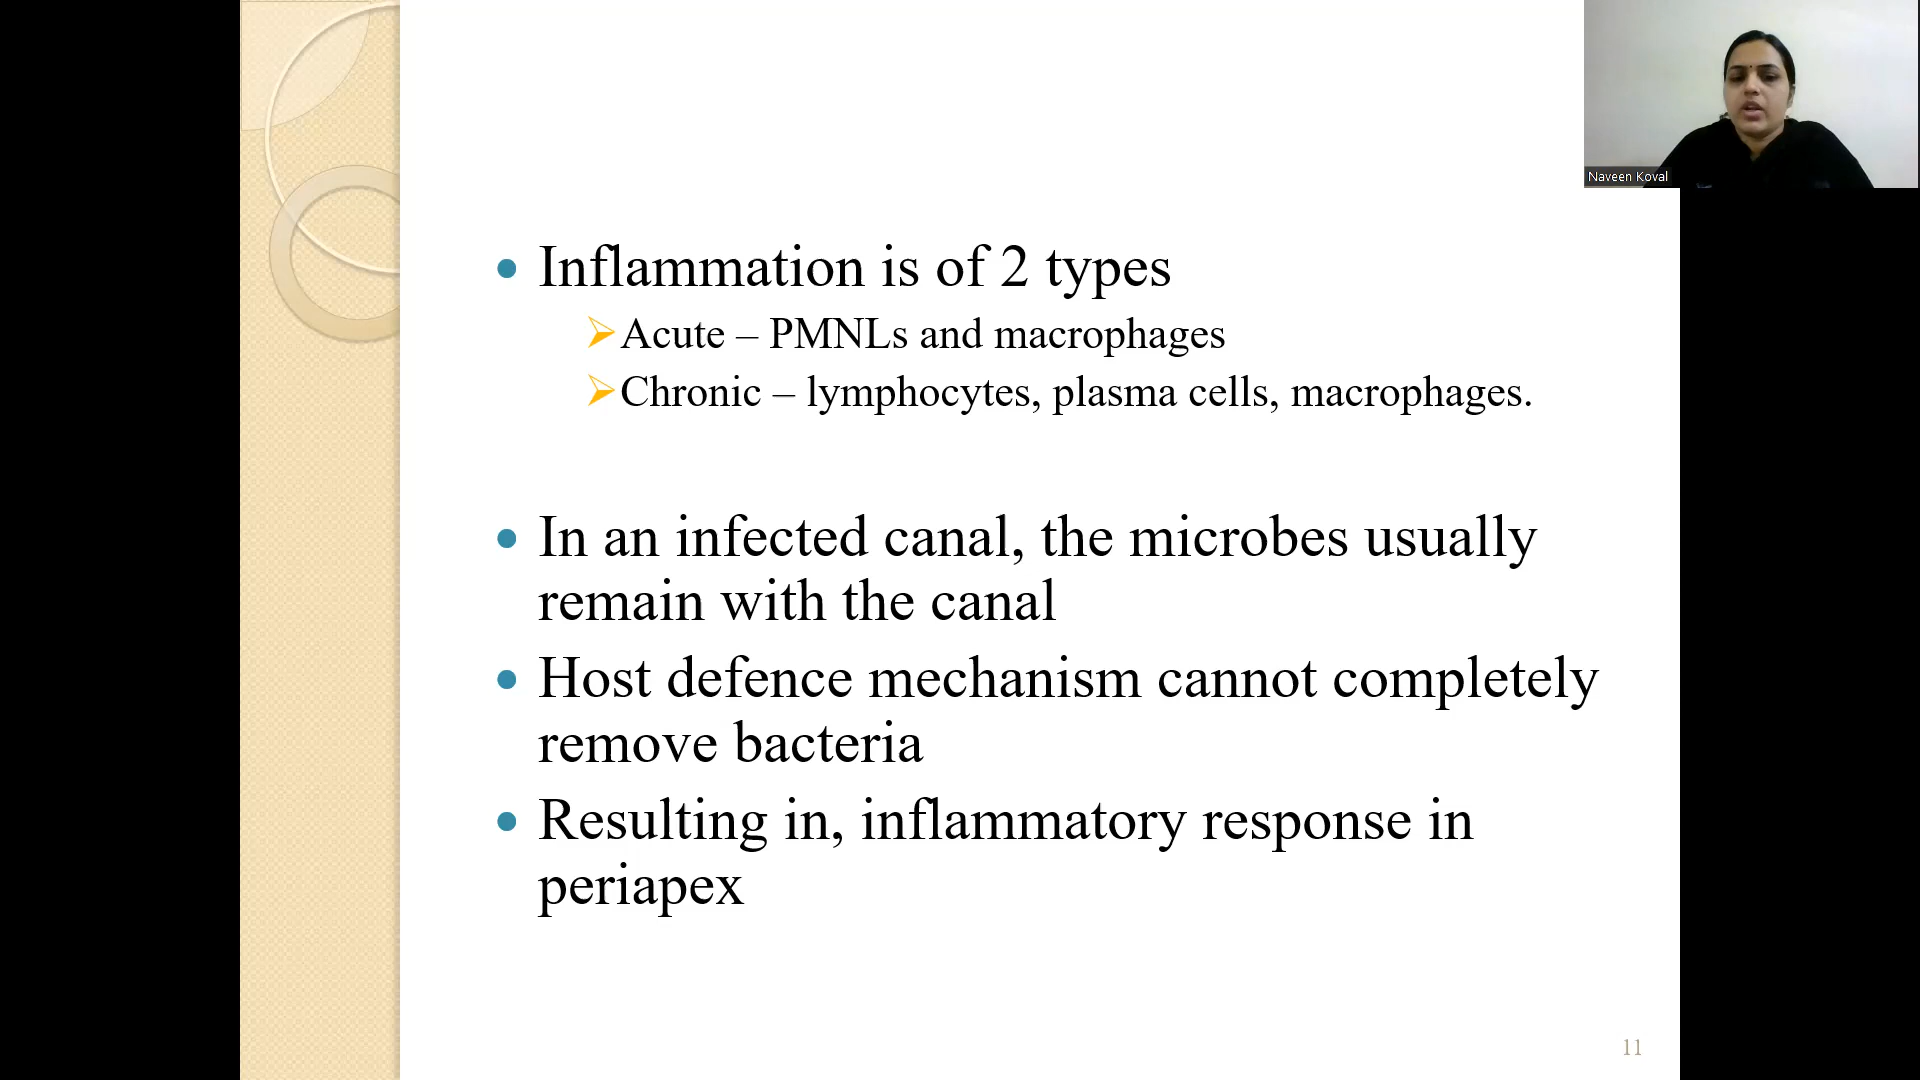 Naveen Koval
• Inflammation is of 2 types
➢Acute – PMNLs and macrophages
➢Chronic – lymphocytes, plasma cells, macrophages.
• In an infected canal, the microbes usually
remain with the canal
• Host defence mechanism cannot completely
remove bacteria
• Resulting in, inflammatory response in
periapex
11